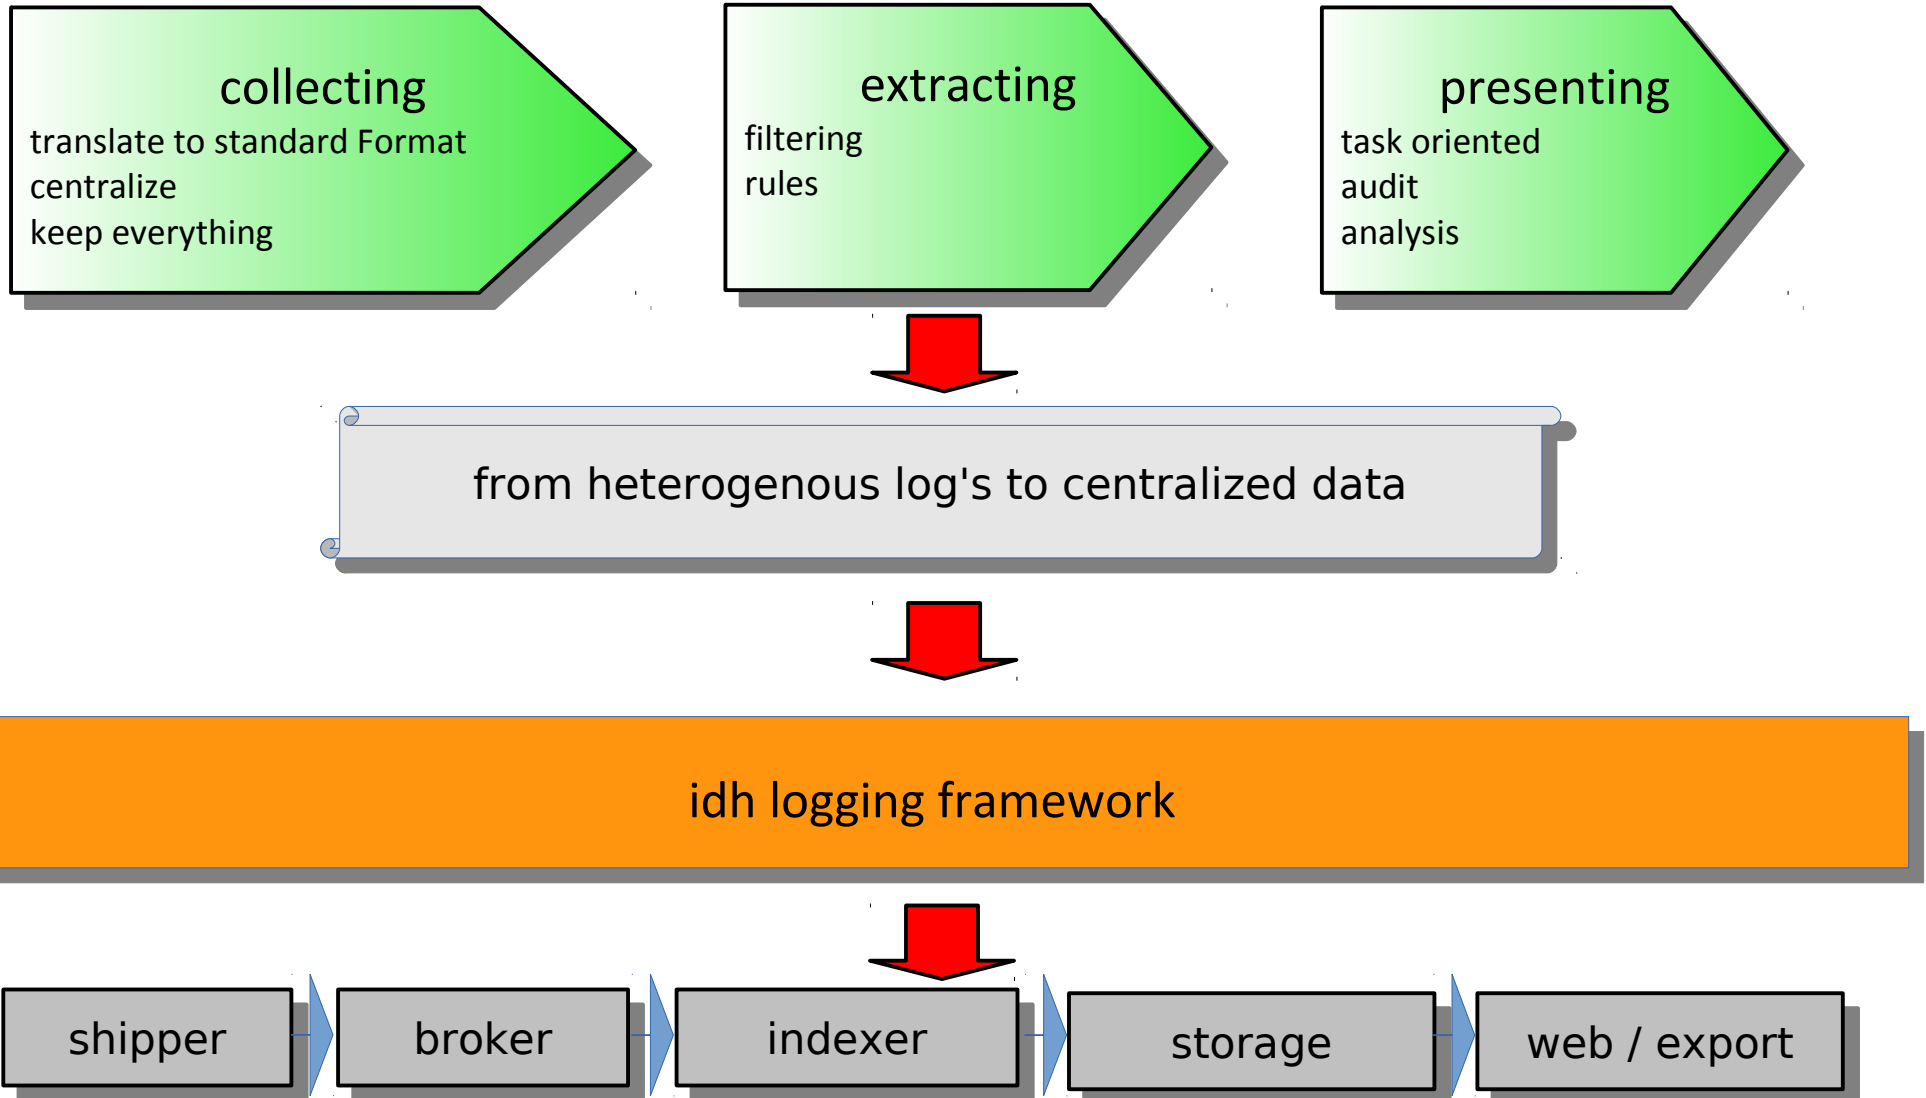 collecting
translate to standard Format
centralize
keep everything
extracting
filtering
rules
presenting
task oriented
audit
analysis
from heterogenous log's to centralized data
idh logging framework
shipper
broker
indexer
storage
web / export